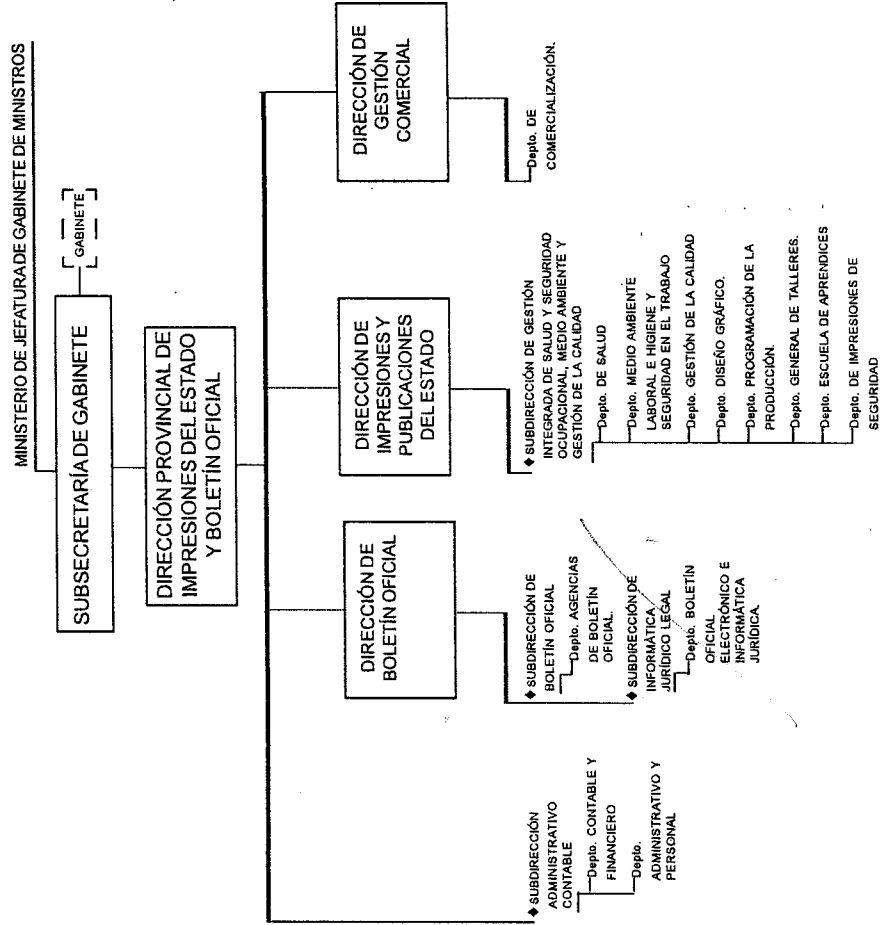 MINISTERIO DE JEFATURA DE GABINETE DE MINISTROS
SUBSECRETARÍA DE GABINETE
GABINETE
DIRECCIÓN PROVINCIAL DE
IMPRESIONES DEL ESTADO
Y BOLETÍN OFICIAL
DIRECCIÓN DE
BOLETÍN OFICIAL
DIRECCIÓN DE
IMPRESIONES Y
PUBLICACIONES
DEL ESTADO
DIRECCIÓN DE
GESTIÓN
COMERCIAL
SUBDIRECCIÓN
ADMINISTRATIVO
CONTABLE
Depto. CONTABLE Y
FINANCIERO
Depto.
ADMINISTRATIVO Y
PERSONAL
SUBDIRECCIÓN DE
BOLETÍN OFICIAL
Depto. AGENCIAS
DE BOLETÍN
OFICIAL.
SUBDIRECCIÓN DE
INFORMÁTICA
JURÍDICO LEGAL
Depto. BOLETÍN
OFICIAL
ELECTRÓNICO E
INFORMÁTICA
JURÍDICA.
SUBDIRECCIÓN DE GESTIÓN
INTEGRADA DE SALUD Y SEGURIDAD
OCUPACIONAL, MEDIO AMBIENTE Y
GESTIÓN DE LA CALIDAD
Depto. DE SALUD
Depto. MEDIO AMBIENTE
LABORAL E HIGIENE Y
SEGURIDAD EN EL TRABAJO
Depto. GESTIÓN DE LA CALIDAD
Depto. DISEÑO GRÁFICO.
Depto. PROGRAMACIÓN DE LA
PRODUCCIÓN.
Depto. GENERAL DE TALLERES.
Depto. ESCUELA DE APRENDICES
Depto. DE IMPRESIONES DE
SEGURIDAD
Depto. DE
COMERCIALIZACIÓN.